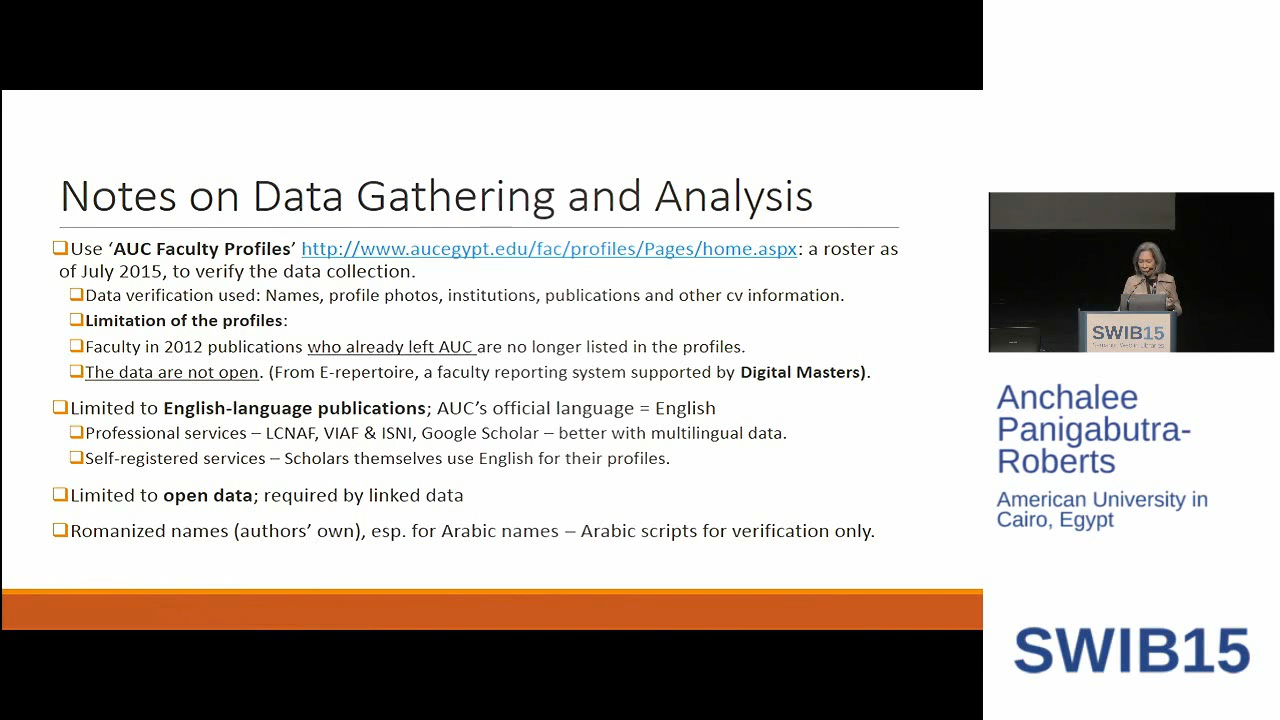 Notes on Data Gathering and Analysis
Use ‘AUC Faculty Profiles’ http://www.aucegypt.edu/fac/profiles/Pages/home.aspx: a roster as
of July 2015, to verify the data collection.
Data verification used: Names, profile photos, institutions, publications and other cv information.
Limitation of the profiles:
Faculty in 2012 publications who already left AUC are no longer listed in the profiles.
The data are not open. (From E-repertoire, a faculty reporting system supported by Digital Masters).
Limited to English-language publications; AUC’s official language = English
Professional services – LCNAF, VIAF & ISNI, Google Scholar – better with multilingual data.
Self-registered services – Scholars themselves use English for their profiles.
Limited to open data; required by linked data
Romanized names (authors’ own), esp. for Arabic names – Arabic scripts for verification only.
SWIB15
Semantic Web in Libraries
Anchalee
Panigabutra-
Roberts
American University in
Cairo, Egypt
SWIB15